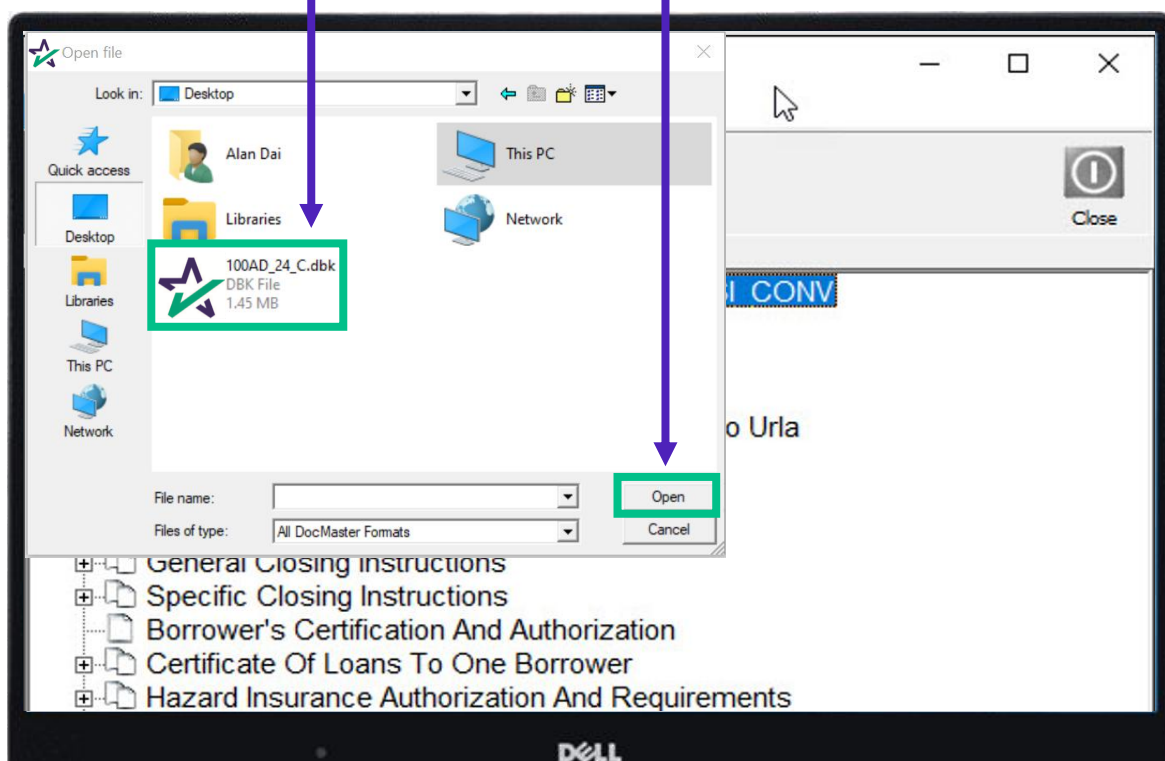 Open file
Look in:
Desktop
Quick access
Desktop
Libraries
This PC
Network
Alan Dai
This PC
Libraries
Network
100AD_24_C.dbk
DBK File
1.45 MB
File name:
Open
Files of type:
All DocMaster Formats
Cancel
Close
CONV
o Urla
General Closing Instructions
Specific Closing Instructions
Borrower's Certification And Authorization
Certificate Of Loans To One Borrower
Hazard Insurance Authorization And Requirements
DELL